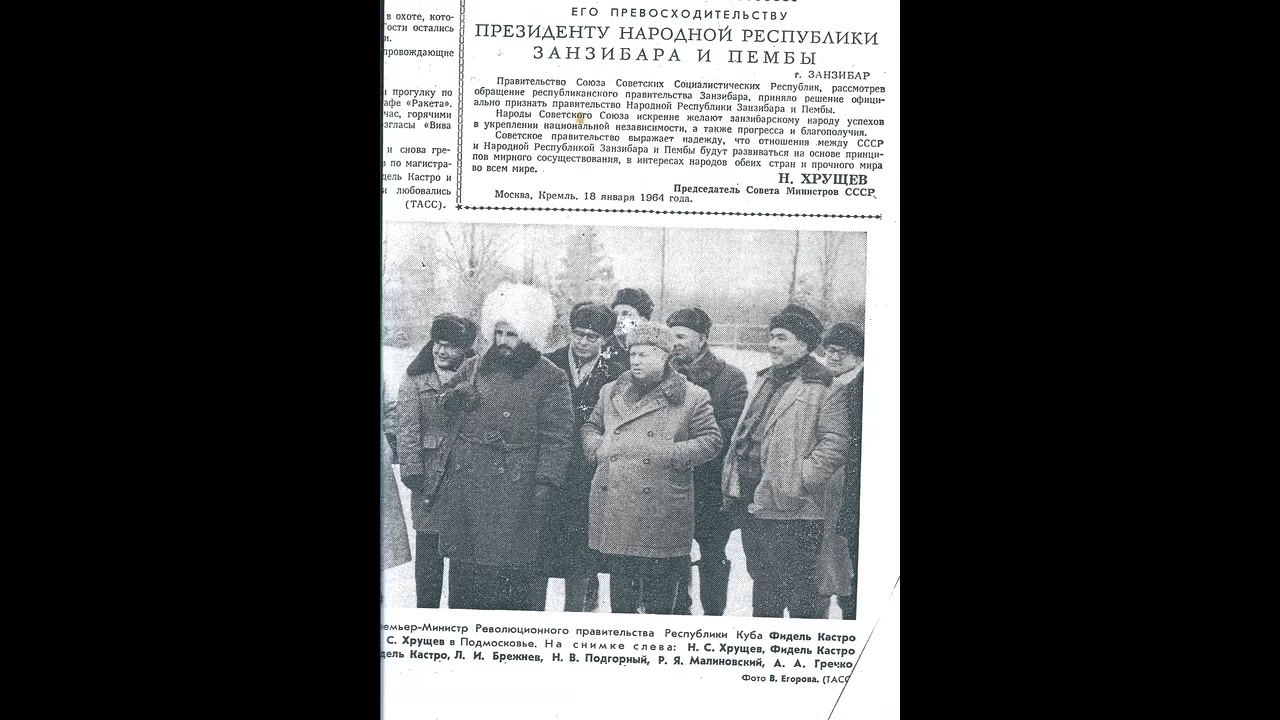 в охоте, кото-
Гости остались
и.
провождающие
и прогулку по
афе «Ракета».
час, горячими
згласы «Вива
и снова гре-
а по магистра-
дель Кастро и
и любовались
(ТАСС).
ЕГО ПРЕВОСХОДИТЕЛЬСТВУ
ПРЕЗИДЕНТУ НАРОДНОЙ РЕСПУБЛИКИ
ЗАНЗИБАРА И ПЕМБЫ
г. ЗАНЗИБАР
Правительство Союза Советских Социалистических Республик, рассмотрев
обращение республиканского правительства Занзибара, приняло решение офици-
ально признать правительство Народной Республики Занзибара и Пембы.
Народы Советского Союза искренне желают занзибарскому народу успехов
в укреплении национальной независимости, а также прогресса и благополучия.
Советское правительство выражает надежду, что отношения между СССР
и Народной Республикой Занзибара и Пембы будут развиваться на основе принци-
пов мирного сосуществования, в интересах народов обеих стран и прочного мира
во всем мире.
Н. ХРУЩЕВ
Председатель Совета Министров СССР.
Москва, Кремль. 18 января 1964 года.
ремьер-Министр Революционного правительства Республики Куба Фидель Кастро
С. Хрущев в Подмосковье. На снимке слева: Н. С. Хрущев, Фидель Кастро
дель Кастро, Л. И. Брежнев, Н. В. Подгорный, Р. Я. Малиновский, А. А. Гречко
Фото В. Егорова. (ТАСС